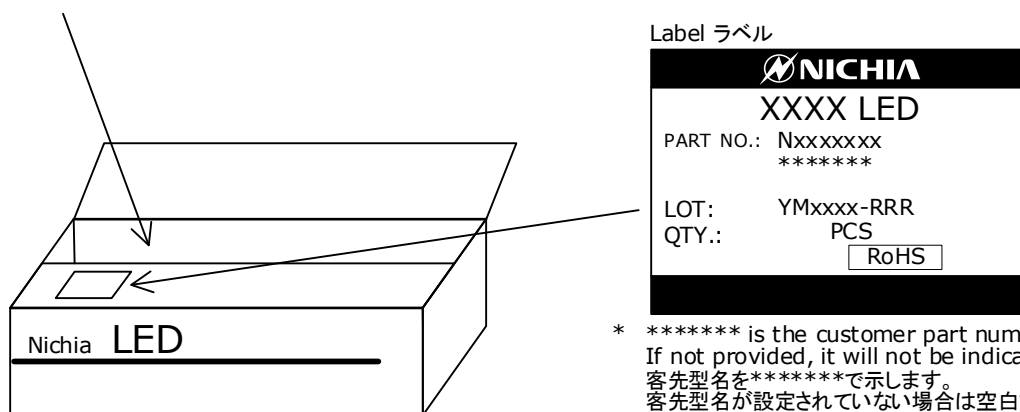 Label ラベル
NICHIA
XXXX LED
PART NO.: Nxxxxxxx
*******
LOT: YMxxxx-RRR
QTY.: PCS
RoHS
Nichia LED
* ******* is the customer part
If not provided, it will not be
客先型名を*******で示します。
客先型名が設定されていない場合は空白